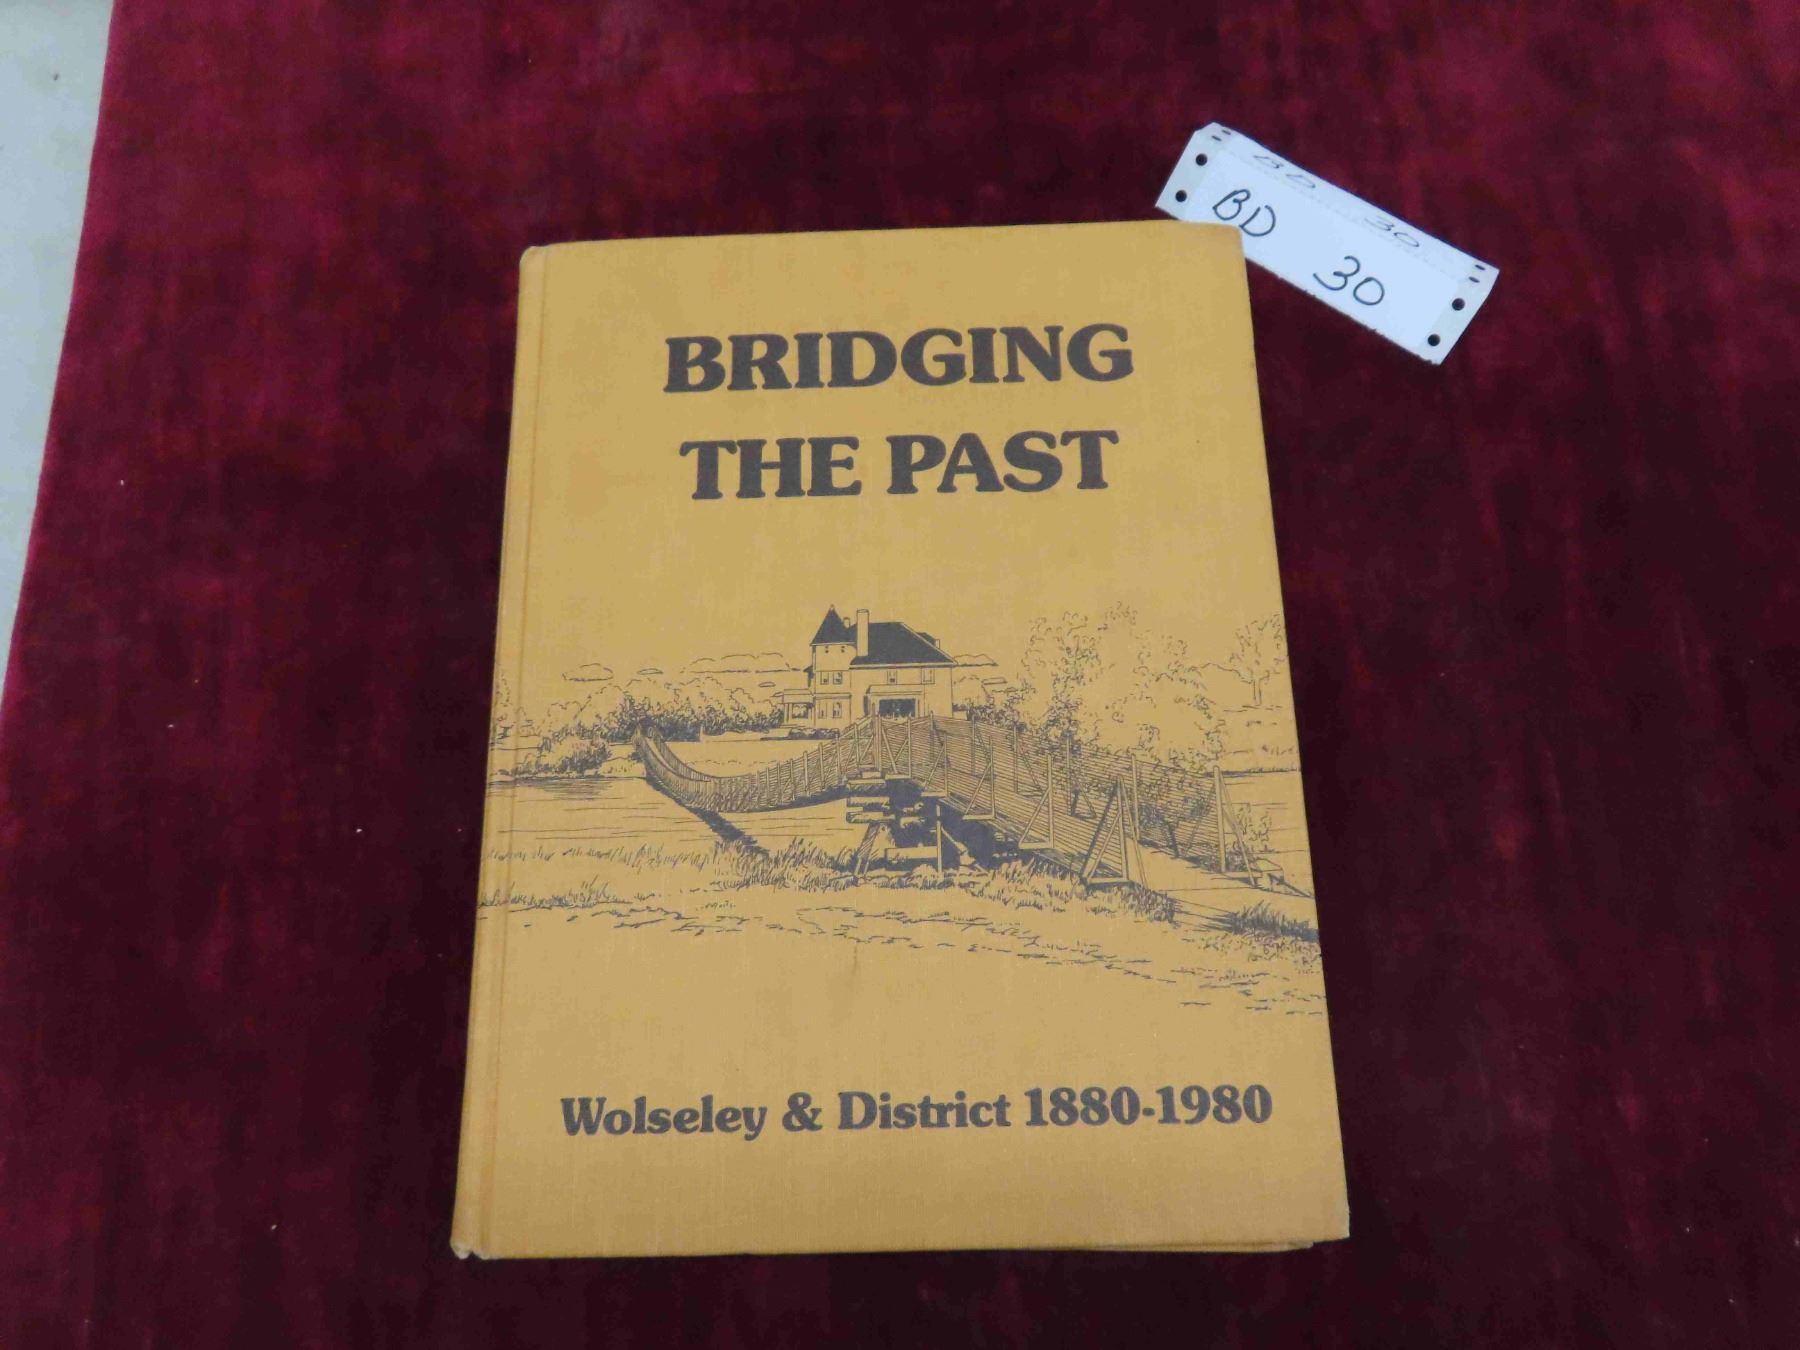 BD 30
BD
30
BRIDGING
THE PAST
Wolseley & District 1880-1980